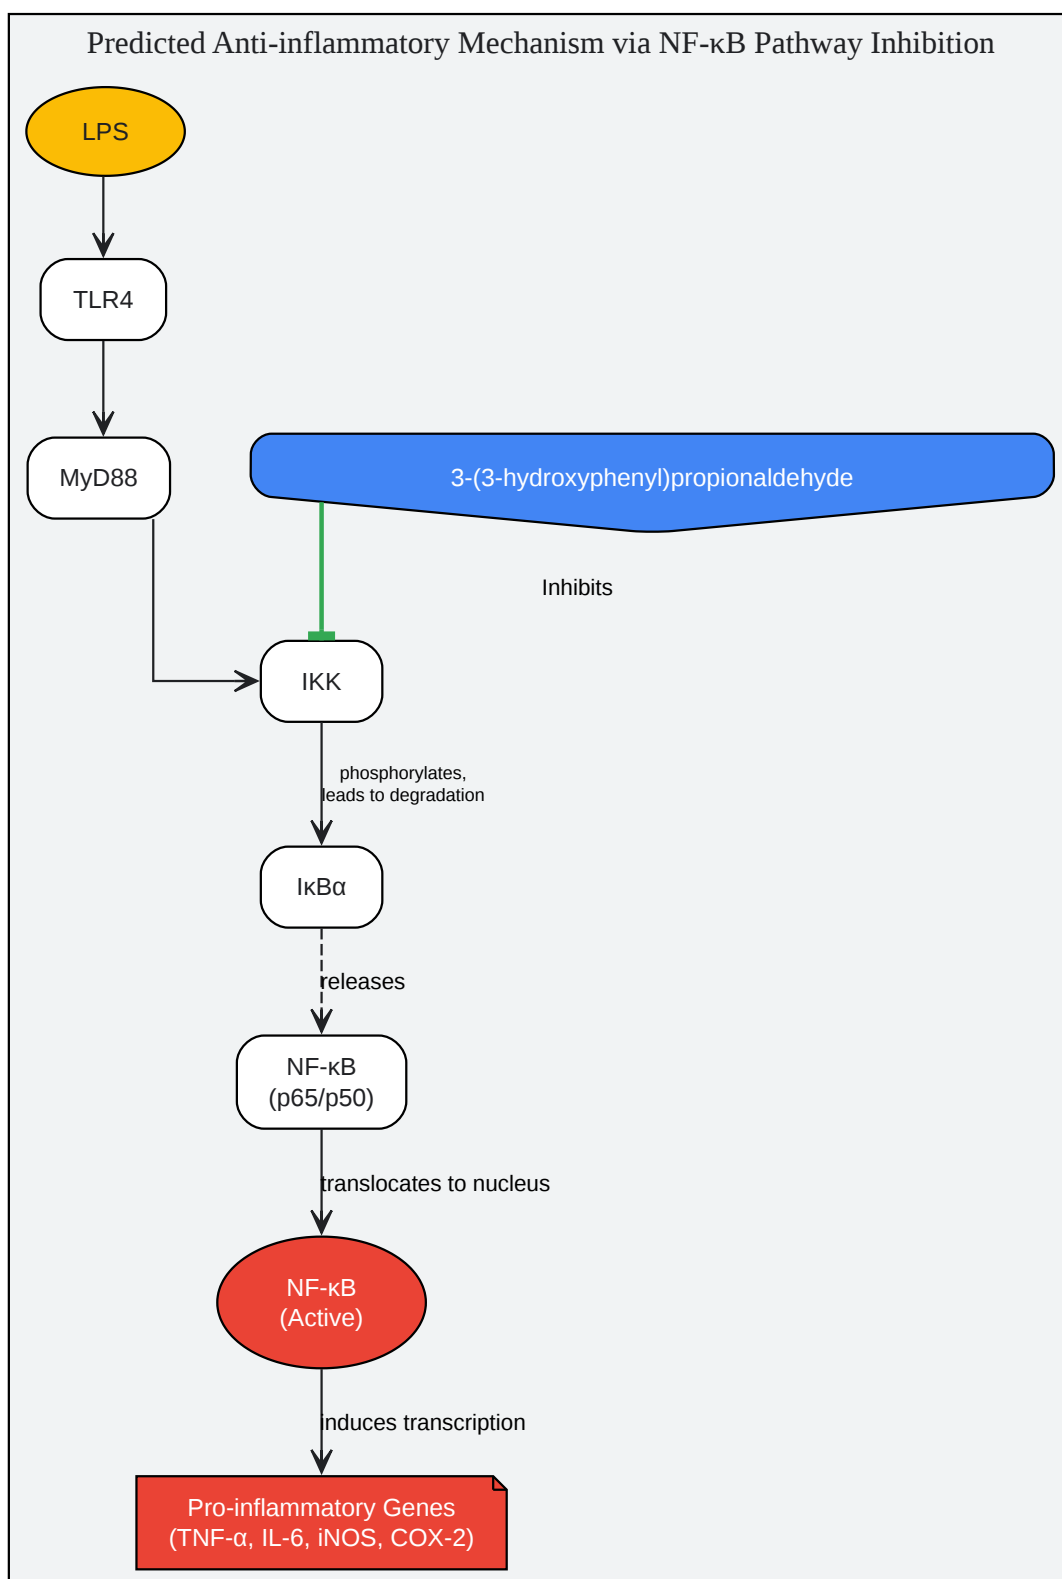 Predicted Anti-inflammatory Mechanism via NF-κB Pathway Inhibition
LPS
TLR4
MyD88
3-(3-hydroxyphenyl)propionaldehyde
Inhibits
IKK
phosphorylates,
leads to degradation
IκBα
releases
NF-κB
(p65/p50)
translocates to nucleus
NF-κB
(Active)
induces transcription
Pro-inflammatory Genes
(TNF-α, IL-6, iNOS, COX-2)